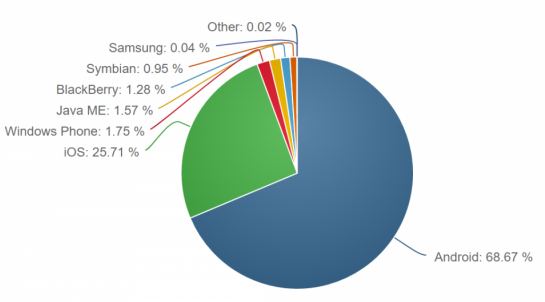 Other: 0.02 %
Samsung: 0.04 %
Symbian: 0.95 %
BlackBerry: 1.28 %
Java ME: 1.57 %
Windows Phone: 1.75 %
iOS: 25.71 %
Android: 68.67 %